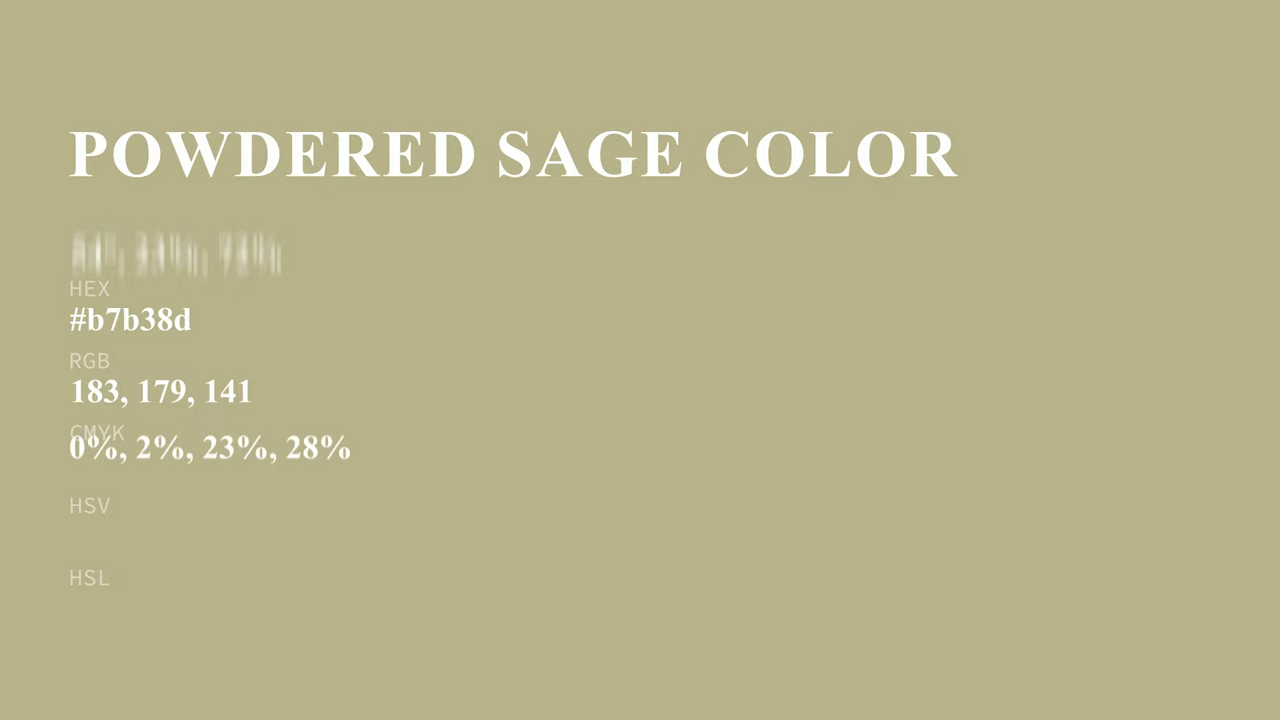 POWDERED SAGE COLOR
HEX
#b7b38d
RGB
183, 179, 141
CMYK
0%, 2%, 23%, 28%
HSV
HSL